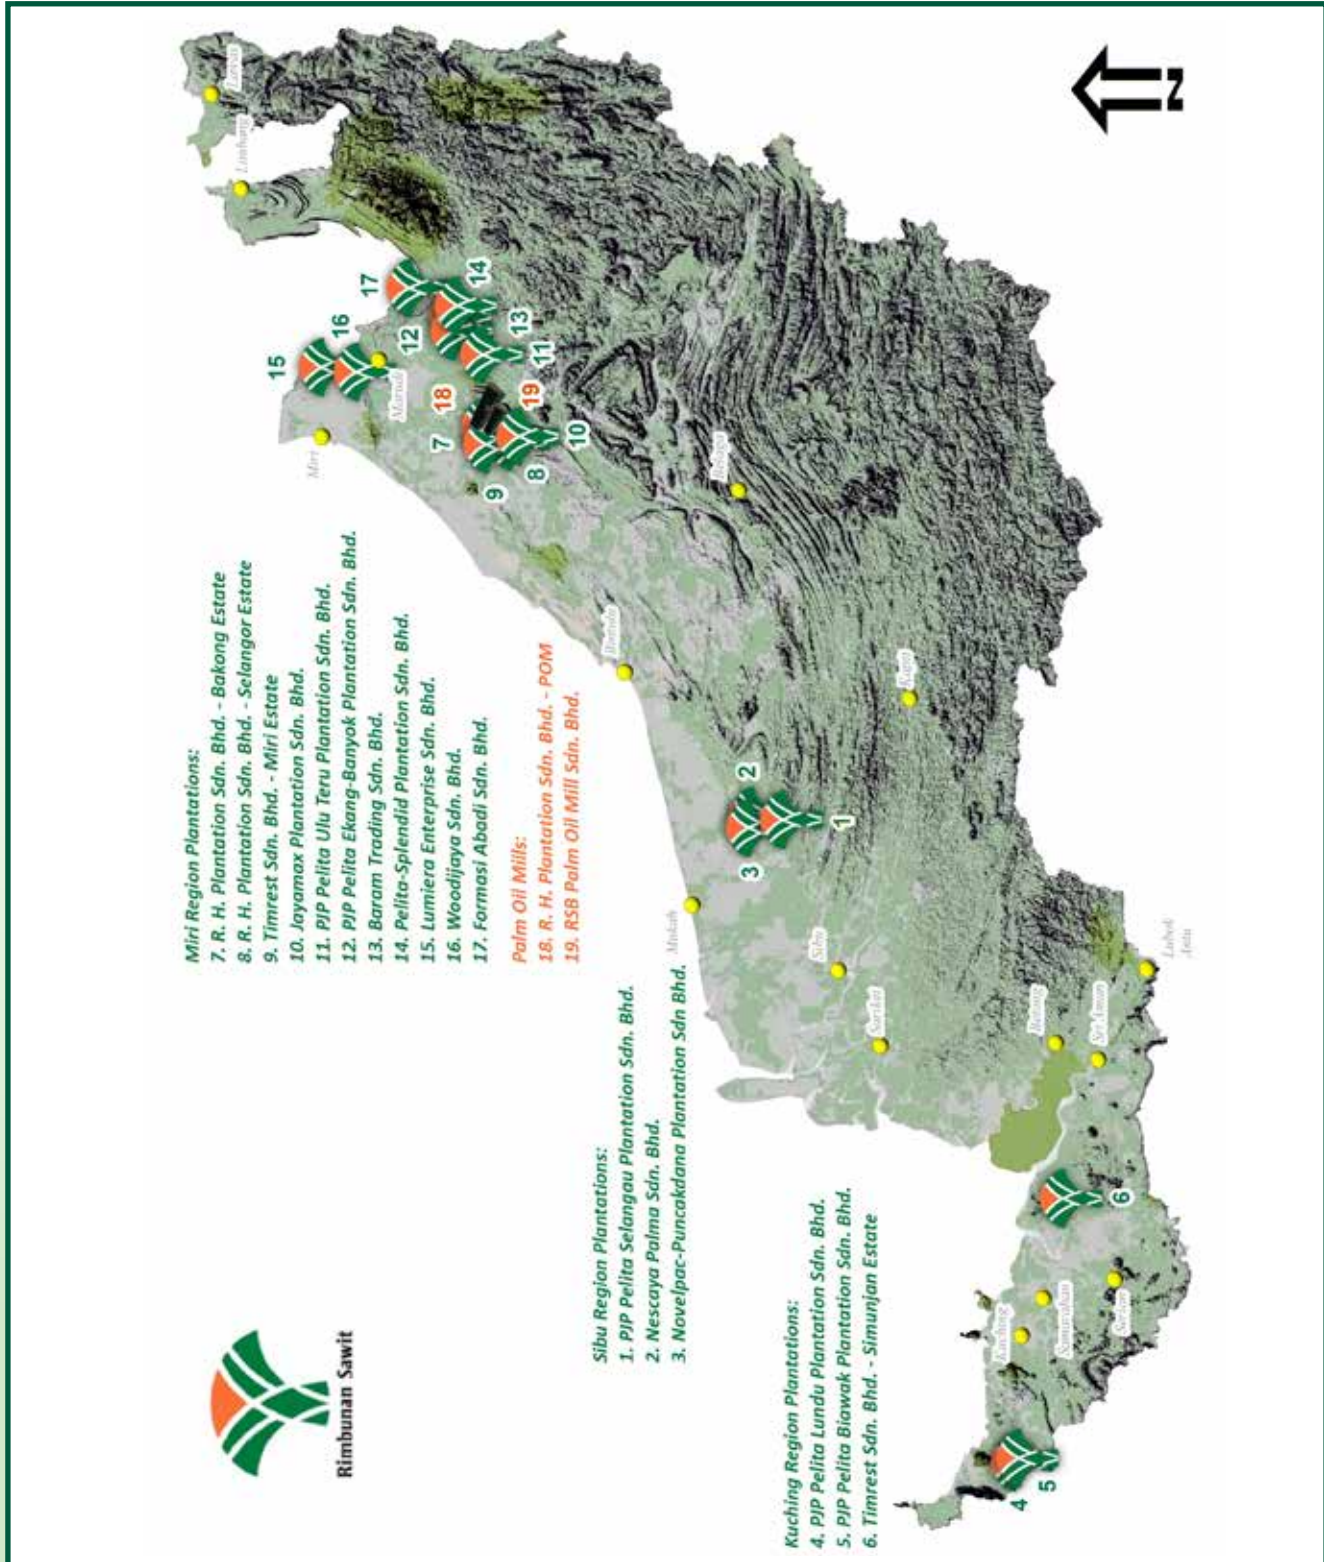 Rimbunan Sawit
Miri Region Plantations:
7. R. H. Plantation Sdn. Bhd. - Bakong Estate
8. R. H. Plantation Sdn. Bhd. - Selangor Estate
9. Timrest Sdn. Bhd. - Miri Estate
10. Jayamax Plantation Sdn. Bhd.
11. PJP Pelita Ulu Teru Plantation Sdn. Bhd.
12. PJP Pelita Ekang-Banyok Plantation Sdn. Bhd.
13. Baram Trading Sdn. Bhd.
14. Pelita-Splendid Plantation Sdn. Bhd.
15. Lumiera Enterprise Sdn. Bhd.
16. Woodijaya Sdn. Bhd.
17. Formasi Abadi Sdn. Bhd.
Palm Oil Mills:
18. R. H. Plantation Sdn. Bhd. - POM
19. RSB Palm Oil Mill Sdn. Bhd.
Sibu Region Plantations:
1. PJP Pelita Selangau Plantation Sdn. Bhd.
2. Nescaya Palma Sdn. Bhd.
3. Novelpac-Puncakdana Plantation Sdn Bhd.
Kuching Region Plantations:
4. PJP Pelita Lundu Plantation Sdn. Bhd.
5. PJP Pelita Biawak Plantation Sdn. Bhd.
6. Timrest Sdn. Bhd. - Simunjan Estate
N
Lawas
Limbang
Miri
Marudi
Bintulu
Belaga
Mukah
Kapit
Sibu
Sarikei
Betong
Sri Aman
Lubok
Antu
Kuching
Samarahan
Serian
15
16
17
12
14
13
11
18
19
7
9
8
10
2
3
1
6
4
5